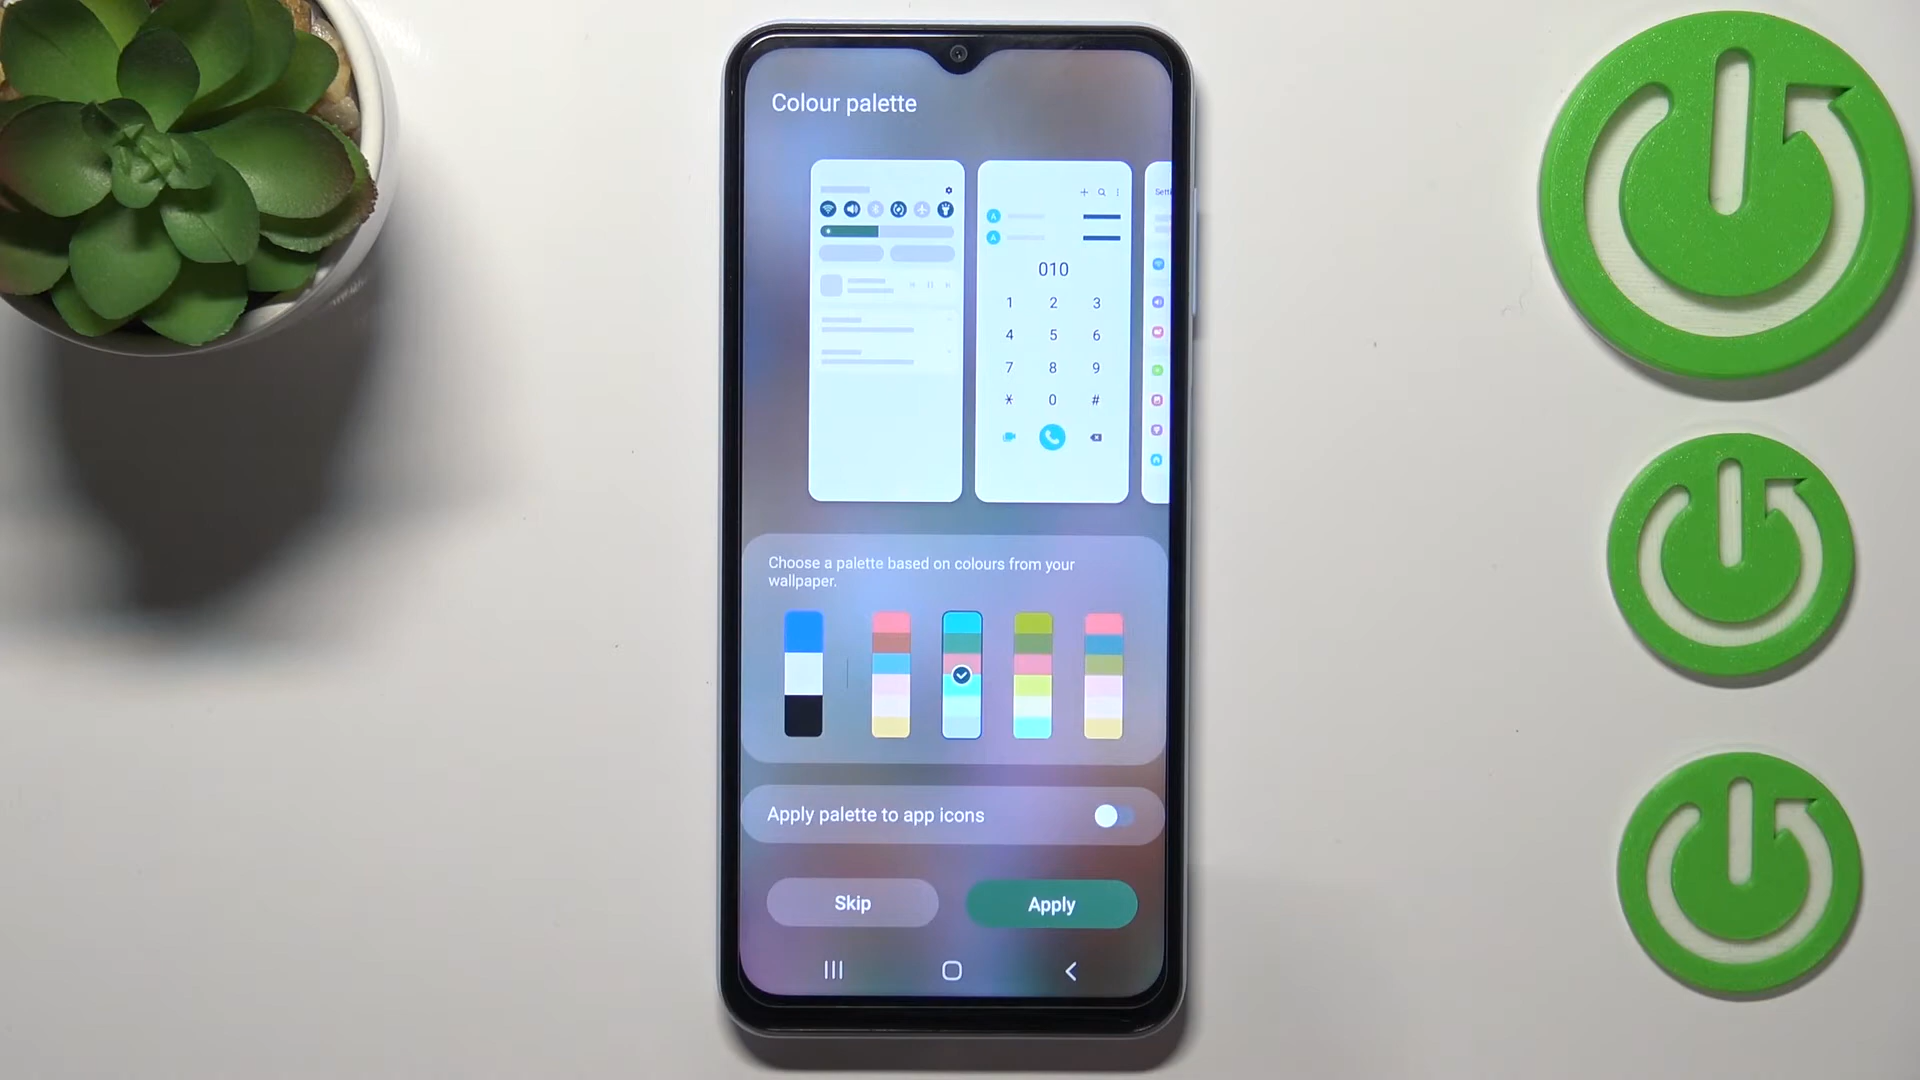 Colour palette
Setti
A
A
010
1 2 3
4 5 6
7 8 9
* 0 #
Choose a palette based on colours from your
wallpaper.
Apply palette to app icons
Skip
Apply